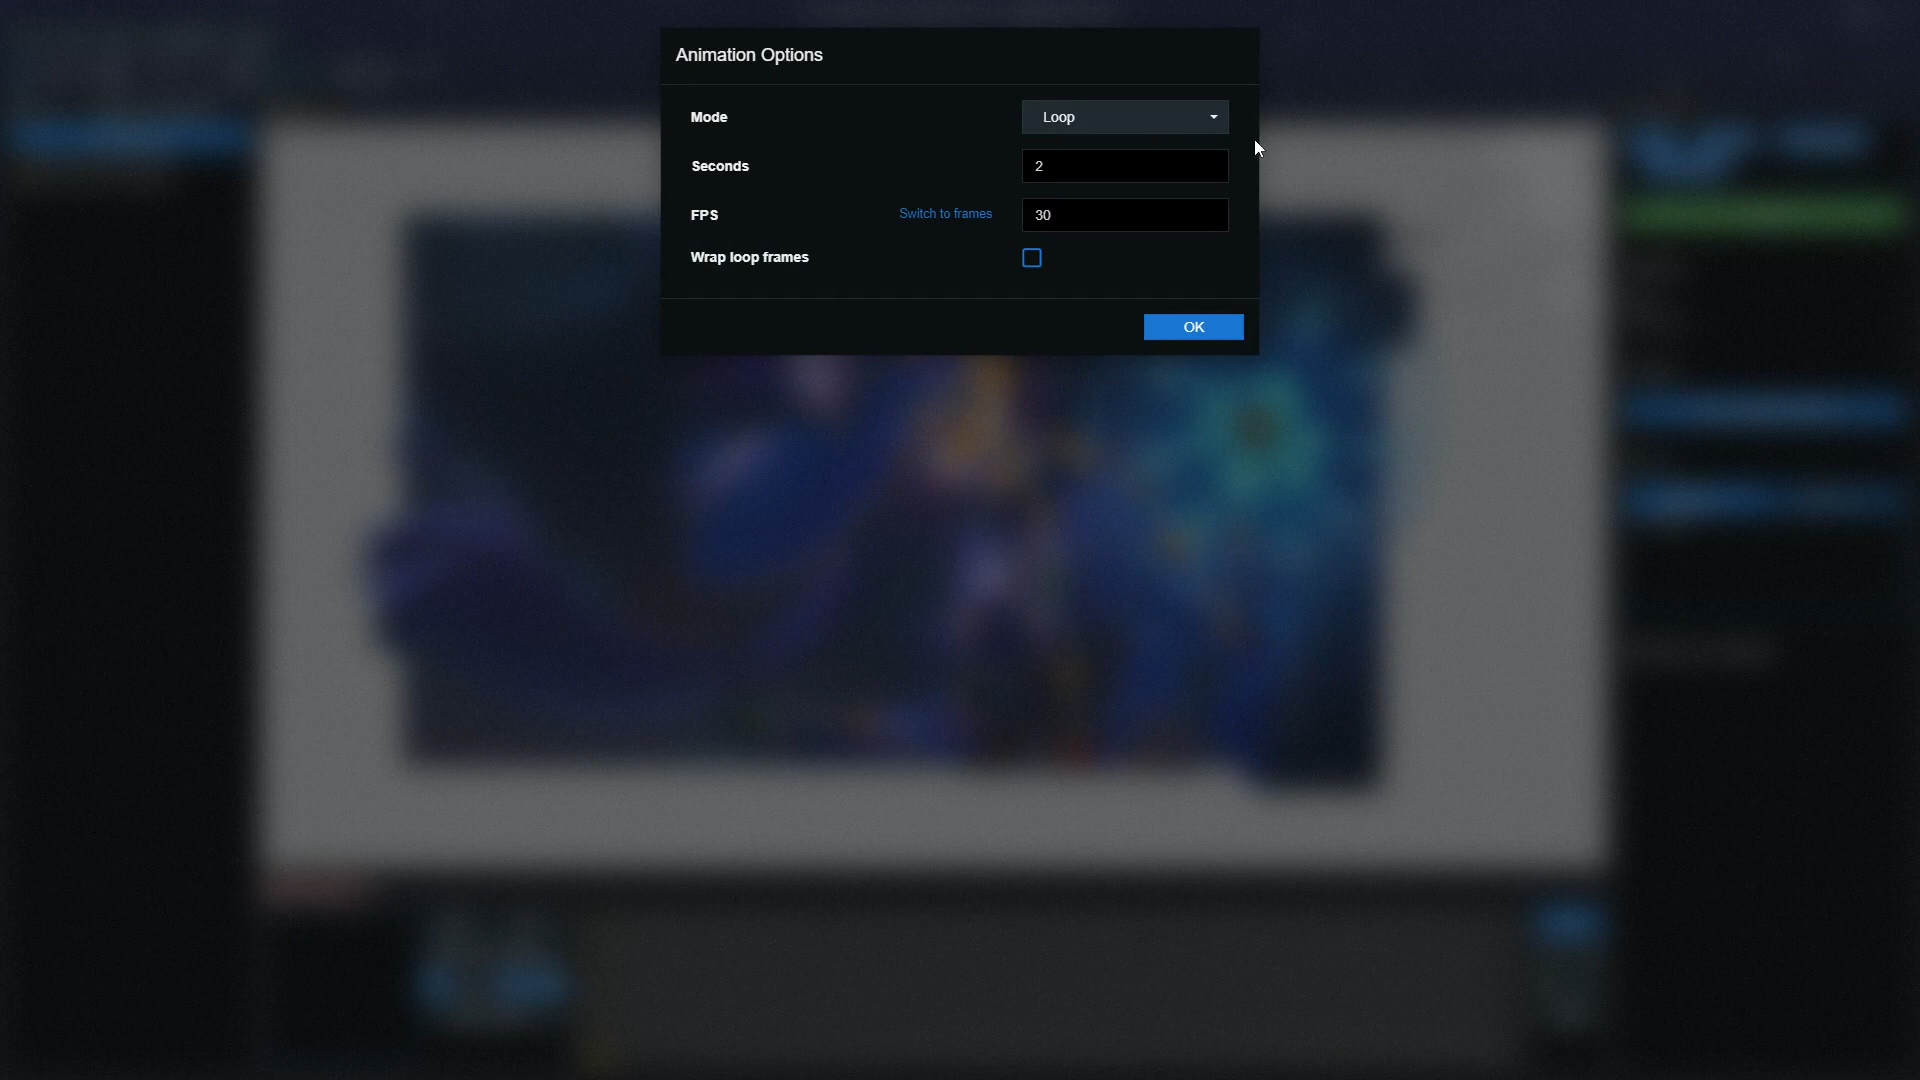 Animation Options
Mode
Loop
Seconds
2
FPS
Switch to frames
30
Wrap loop frames
OK